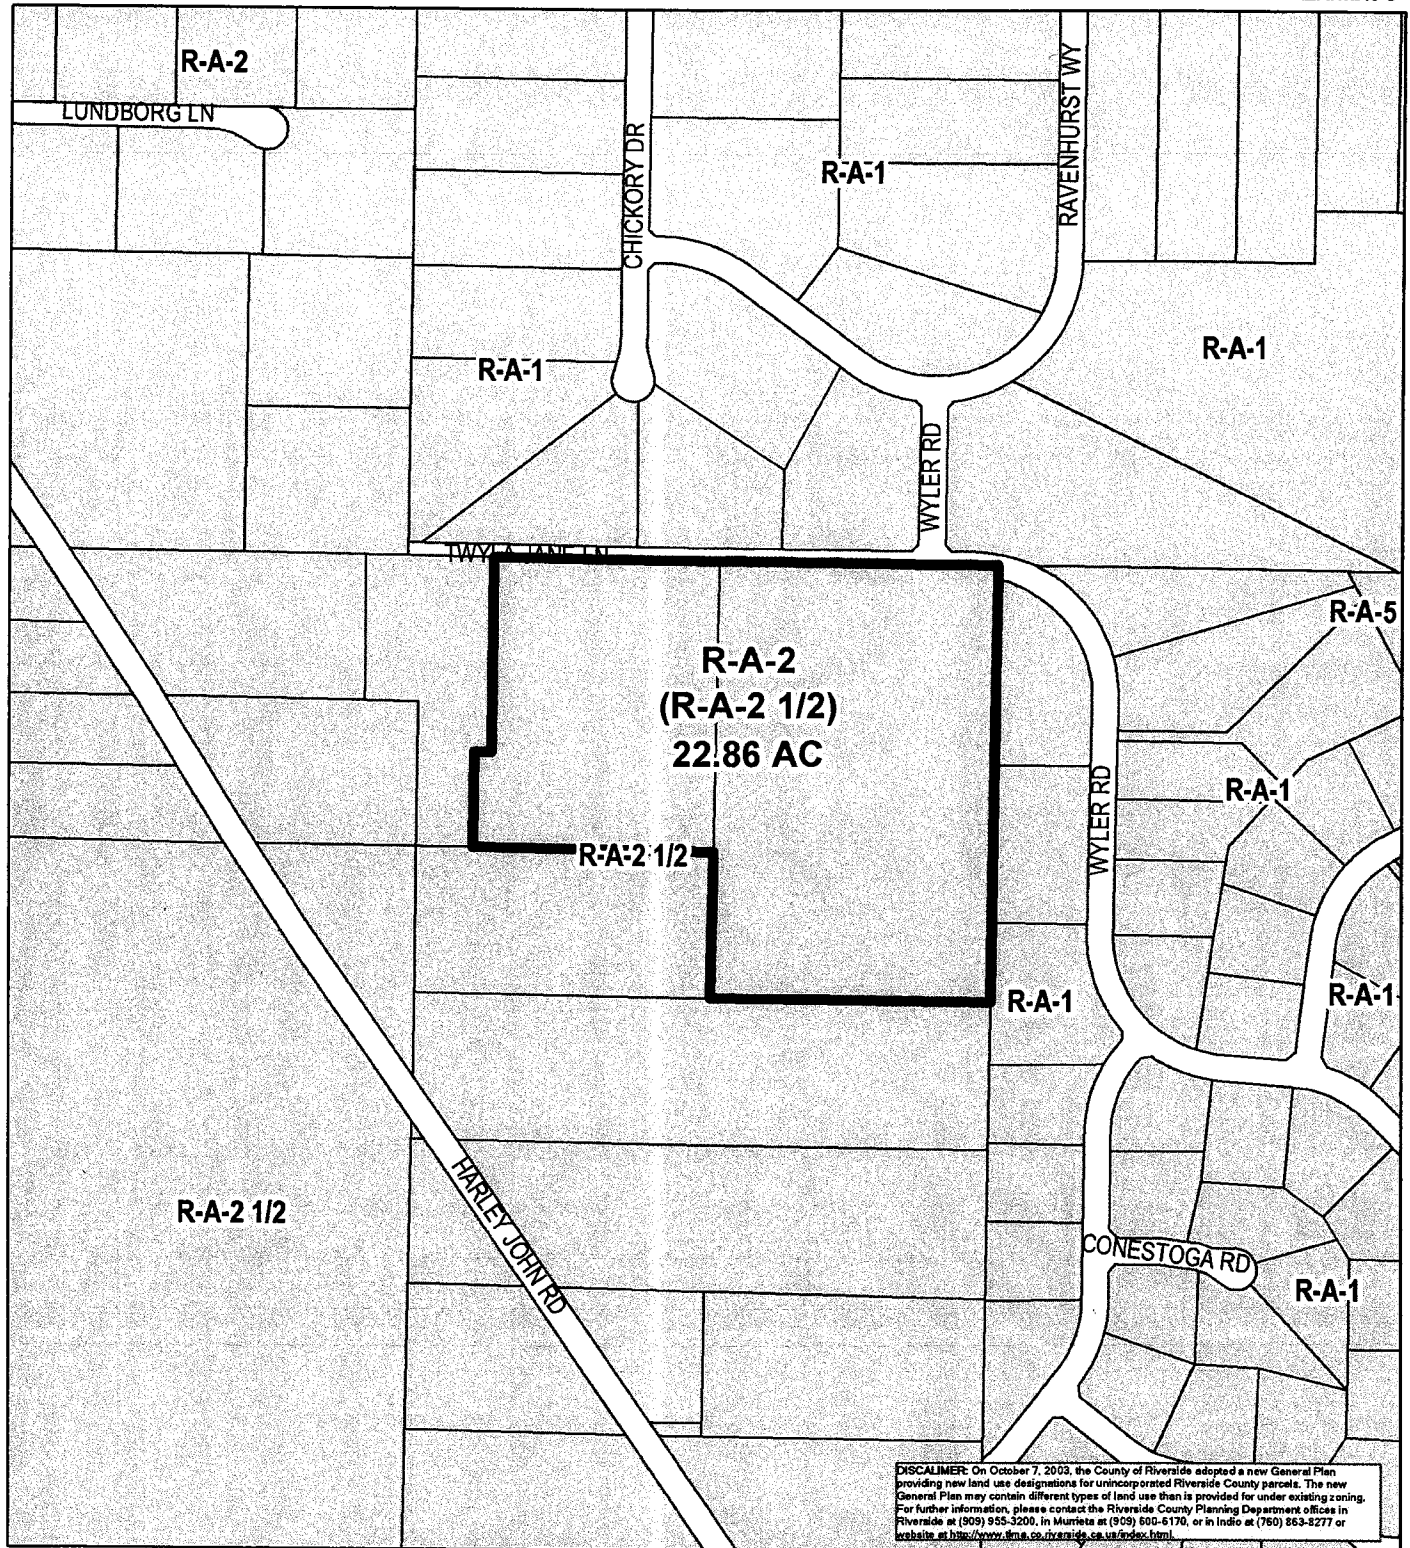 R-A-2
LUNDBORG LN
CHICKORY DR
RAVENHURST WY
R-A-1
R-A-1
R-A-1
WYLER RD
TWYLA JANE LN
R-A-5
R-A-2
(R-A-2 1/2)
22.86 AC
R-A-1
WYLER RD
R-A-2 1/2
R-A-1
R-A-1
HARLEY JOHN RD
R-A-2 1/2
CONESTOGA RD
R-A-1
DISCALIMER: On October 7, 2003, the County of Riverside adopted a new General Plan
providing new land use designations for unincorporated Riverside County parcels. The new
General Plan may contain different types of land use than is provided for under existing zoning.
For further information, please contact the Riverside County Planning Department offices in
Riverside at (909) 955-3200, in Murrieta at (909) 600-6170, or in Indio at (760) 863-8277 or
website at http://www.tlma.co.riverside.ca.us/index.html.